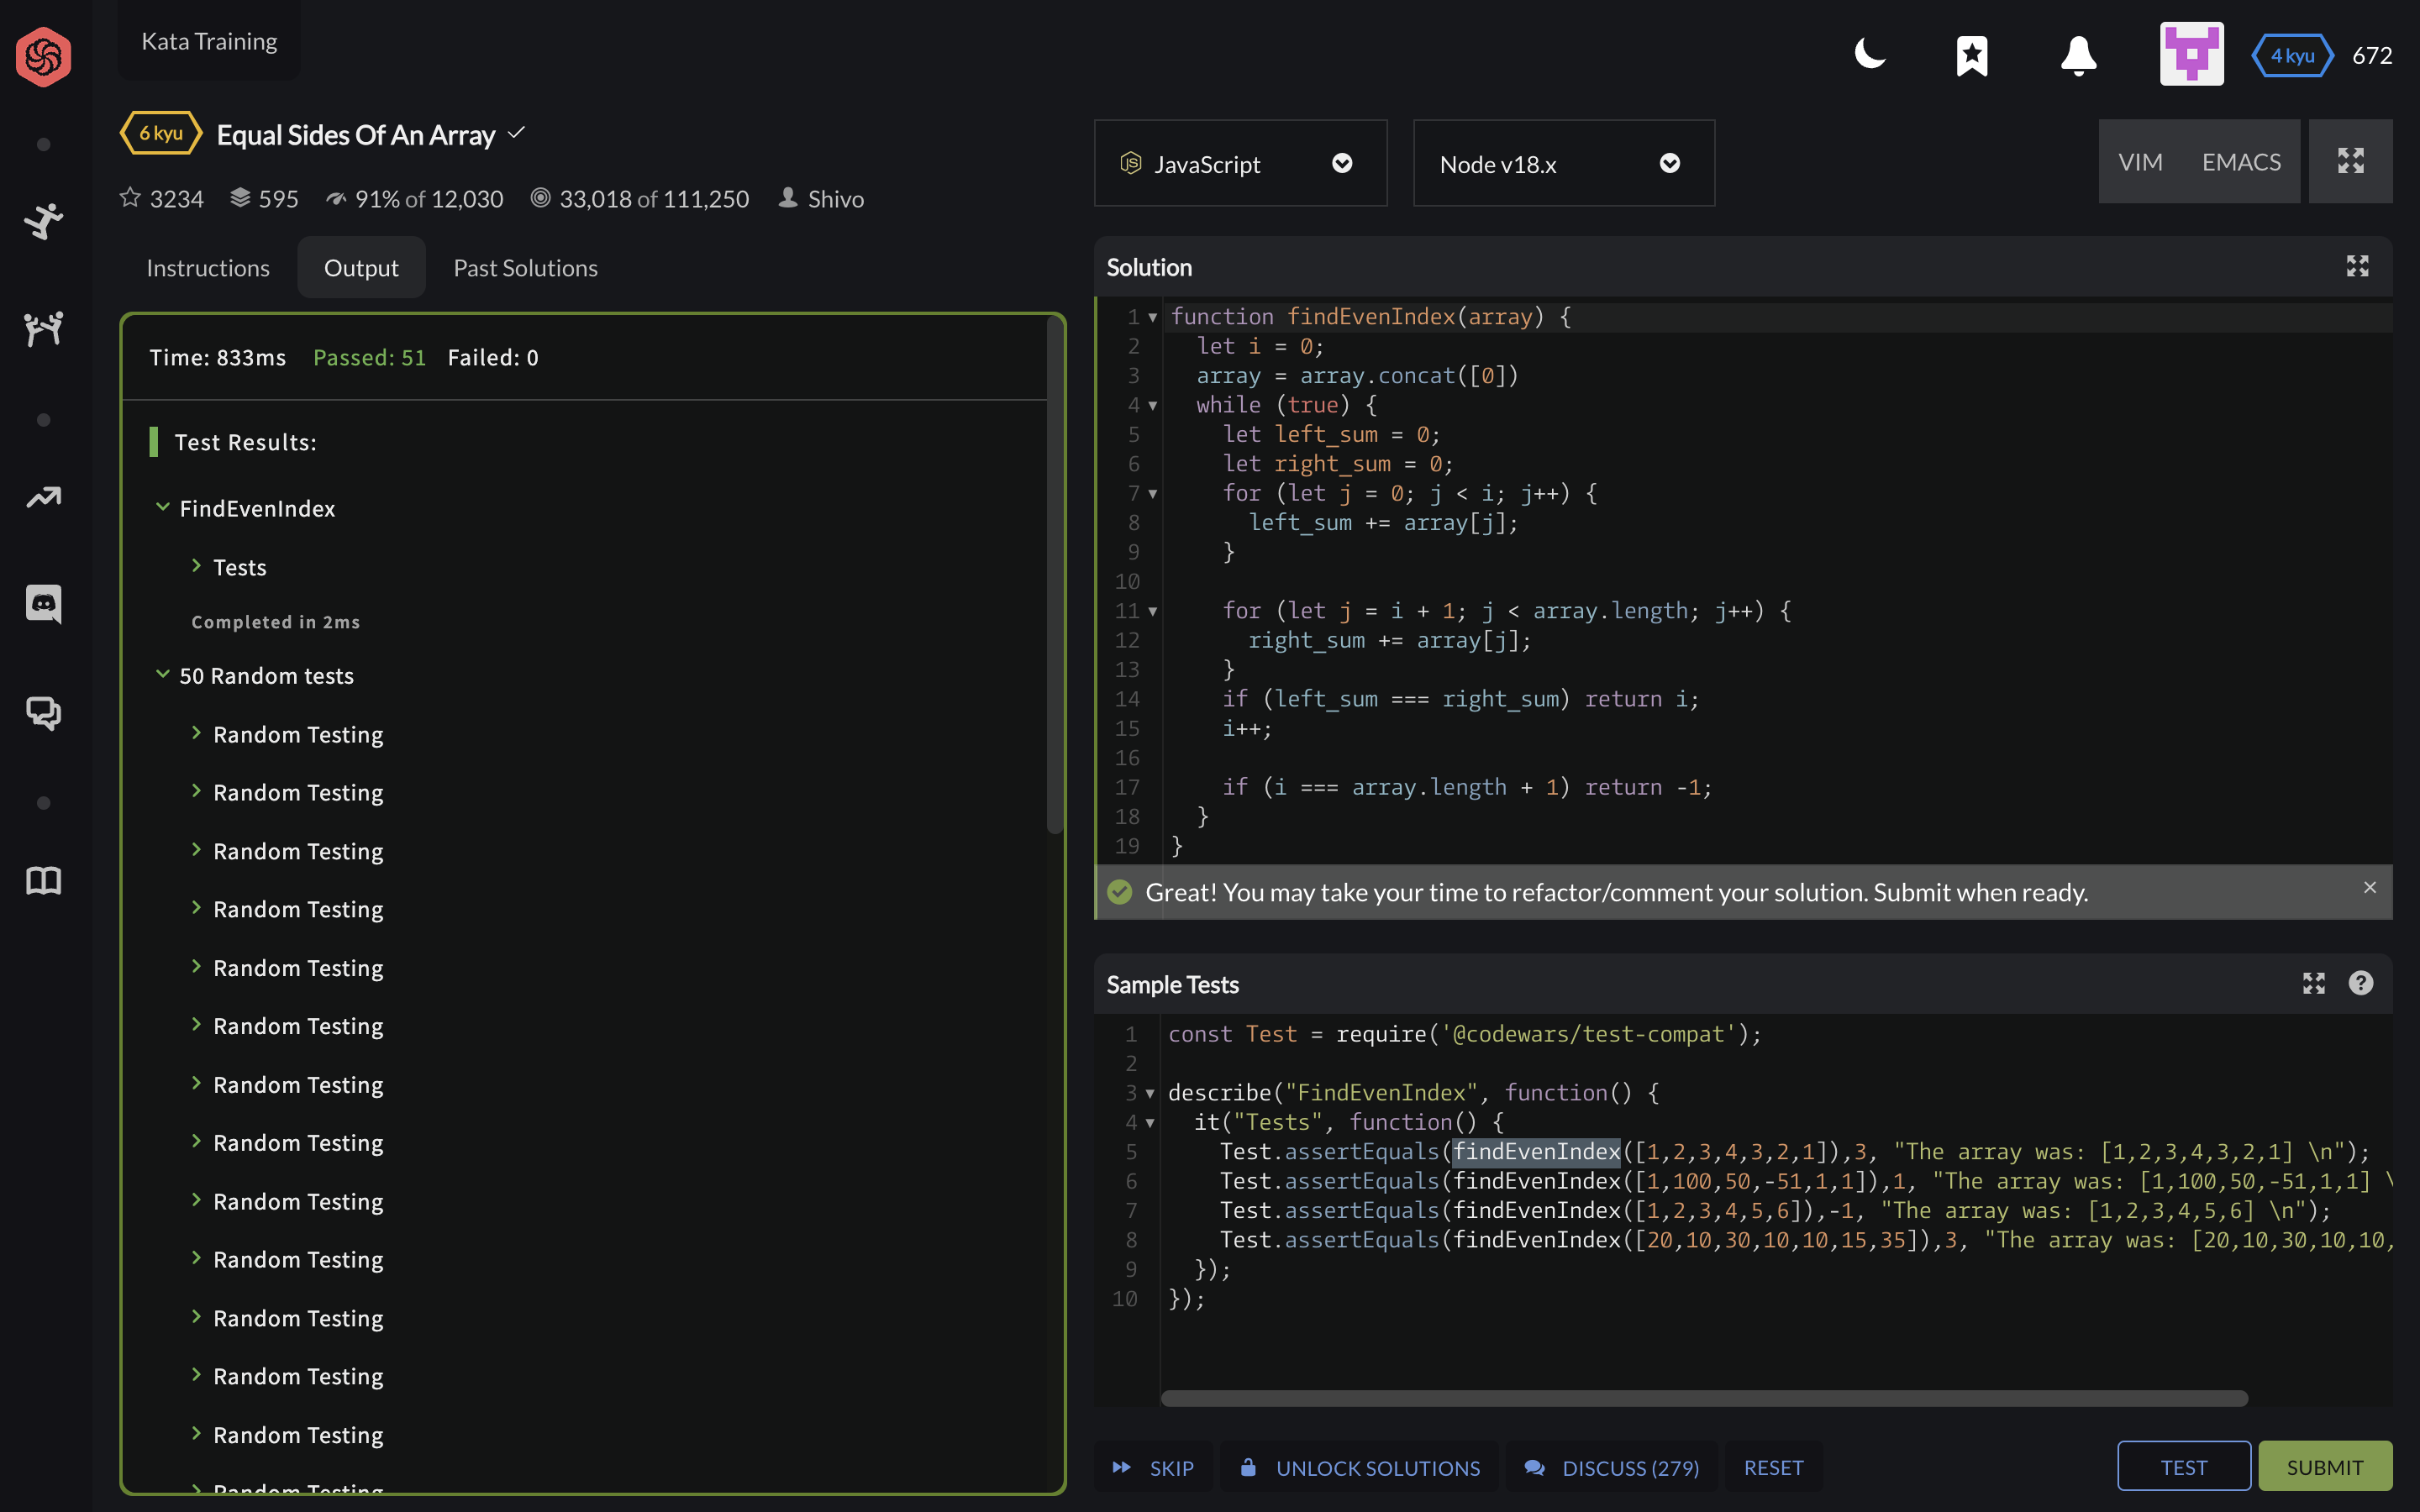 Kata Training
4 kyu 672
6 kyu Equal Sides Of An Array
3234 595 91% of 12,030 33,018 of 111,250 Shivo
Instructions Output Past Solutions
Time: 833ms Passed: 51 Failed: 0
Test Results:
FindEvenIndex
Tests
Completed in 2ms
50 Random tests
Random Testing
Random Testing
Random Testing
Random Testing
Random Testing
Random Testing
Random Testing
Random Testing
Random Testing
Random Testing
Random Testing
Random Testing
Random Testing
Random Testing
JS JavaScript
Node v18.x
VIM EMACS
Solution
1 function findEvenIndex(array) {
2 let i = 0;
3 array = array.concat([0])
4 while (true) {
5 let left_sum = 0;
6 let right_sum = 0;
7 for (let j = 0; j < i; j++) {
8 left_sum += array[j];
9 }
10
11 for (let j = i + 1; j < array.length; j++) {
12 right_sum += array[j];
13 }
14 if (left_sum === right_sum) return i;
15 i++;
16
17 if (i === array.length + 1) return -1;
18 }
19 }
Great! You may take your time to refactor/comment your solution. Submit when ready.
Sample Tests
1 const Test = require('@codewars/test-compat');
2
3 describe("FindEvenIndex", function() {
4 it("Tests", function() {
5 Test.assertEquals(findEvenIndex([1,2,3,4,3,2,1]),3, "The array was: [1,2,3,4,3,2,1] \n");
6 Test.assertEquals(findEvenIndex([1,100,50,-51,1,1]),1, "The array was: [1,100,50,-51,1,1] \
7 Test.assertEquals(findEvenIndex([1,2,3,4,5,6]),-1, "The array was: [1,2,3,4,5,6] \n");
8 Test.assertEquals(findEvenIndex([20,10,30,10,10,15,35]),3, "The array was: [20,10,30,10,10,
9 });
10 });
SKIP UNLOCK SOLUTIONS DISCUSS (279) RESET TEST SUBMIT